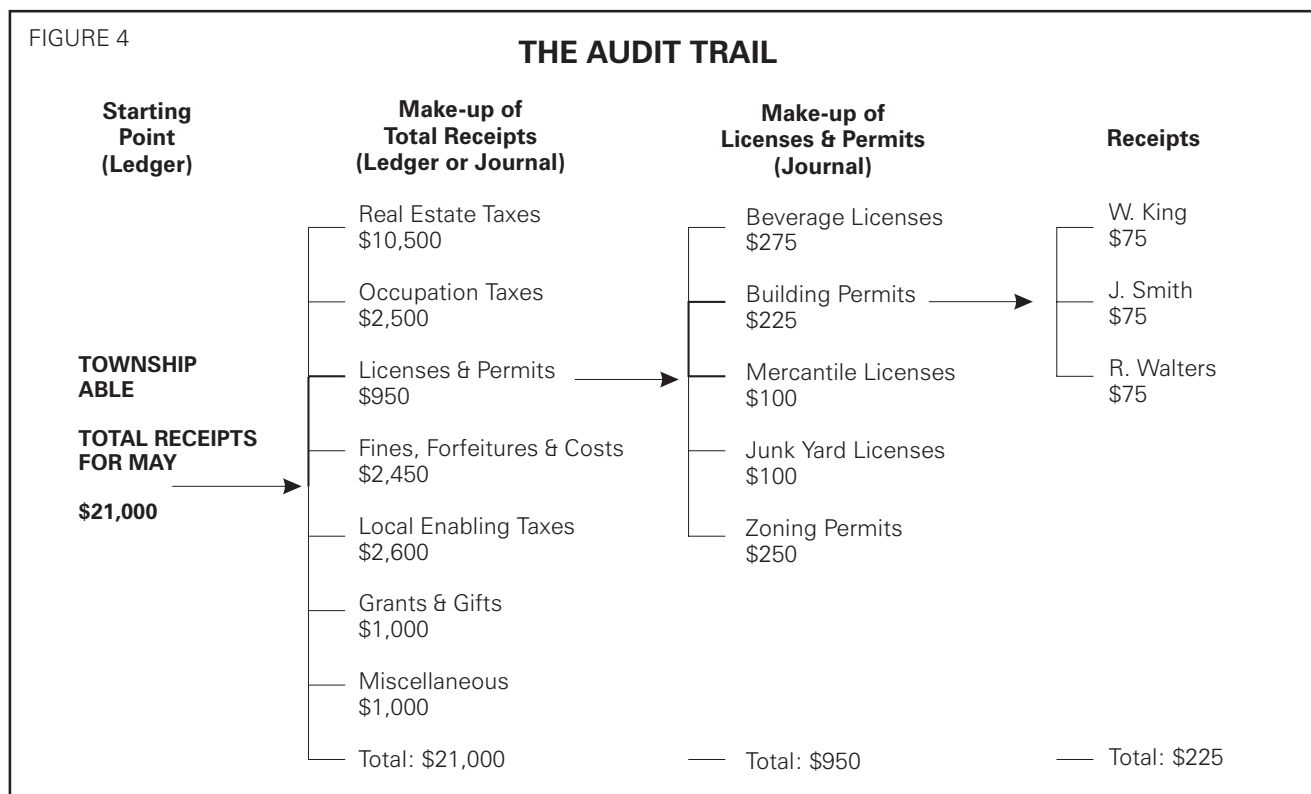 FIGURE 4
THE AUDIT TRAIL
Starting
Point
(Ledger)
Make-up of
Total Receipts
(Ledger or Journal)
Make-up of
Licenses & Permits
(Journal)
Receipts
TOWNSHIP
ABLE
TOTAL RECEIPTS
FOR MAY
$21,000
Real Estate Taxes
$10,500
Occupation Taxes
$2,500
Licenses & Permits
$950
Fines, Forfeitures & Costs
$2,450
Local Enabling Taxes
$2,600
Grants & Gifts
$1,000
Miscellaneous
$1,000
Total: $21,000
Beverage Licenses
$275
Building Permits
$225
Mercantile Licenses
$100
Junk Yard Licenses
$100
Zoning Permits
$250
Total: $950
W. King
$75
J. Smith
$75
R. Walters
$75
Total: $225